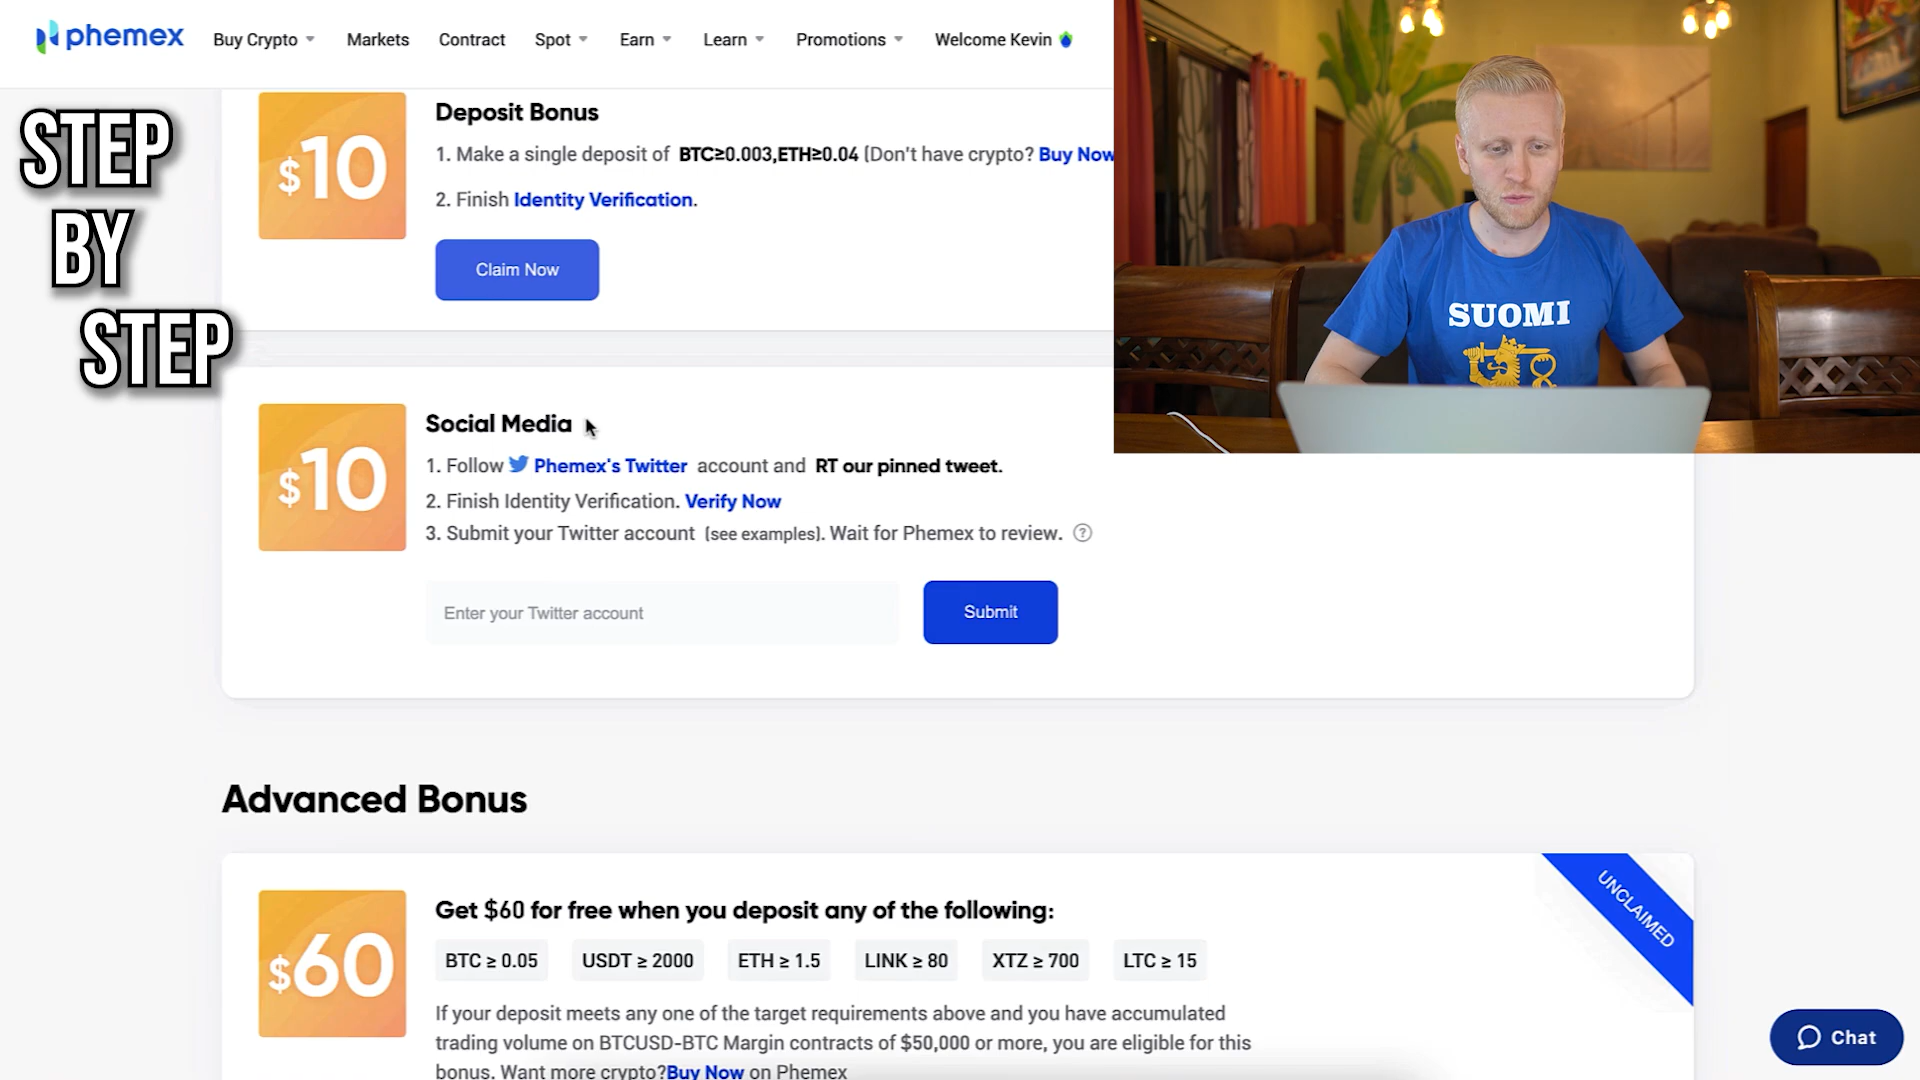 phemex
Buy Crypto Markets Contract Spot Earn Learn Promotions Welcome Kevin
STEP
BY
STEP
$10
Deposit Bonus
1. Make a single deposit of BTC≥0.003,ETH≥0.04 (Don't have crypto? Buy Now
2. Finish Identity Verification.
Claim Now
SUOMI
$10
Social Media
1. Follow Phemex's Twitter account and RT our pinned tweet.
2. Finish Identity Verification. Verify Now
3. Submit your Twitter account (see examples). Wait for Phemex to review. ?
Enter your Twitter account
Submit
Advanced Bonus
UNCLAIMED
$60
Get $60 for free when you deposit any of the following:
BTC ≥ 0.05 USDT ≥ 2000 ETH ≥ 1.5 LINK ≥ 80 XTZ ≥ 700 LTC ≥ 15
If your deposit meets any one of the target requirements above and you have accumulated
trading volume on BTCUSD-BTC Margin contracts of $50,000 or more, you are eligible for this
bonus. Want more crypto?Buy Now on Phemex
Chat